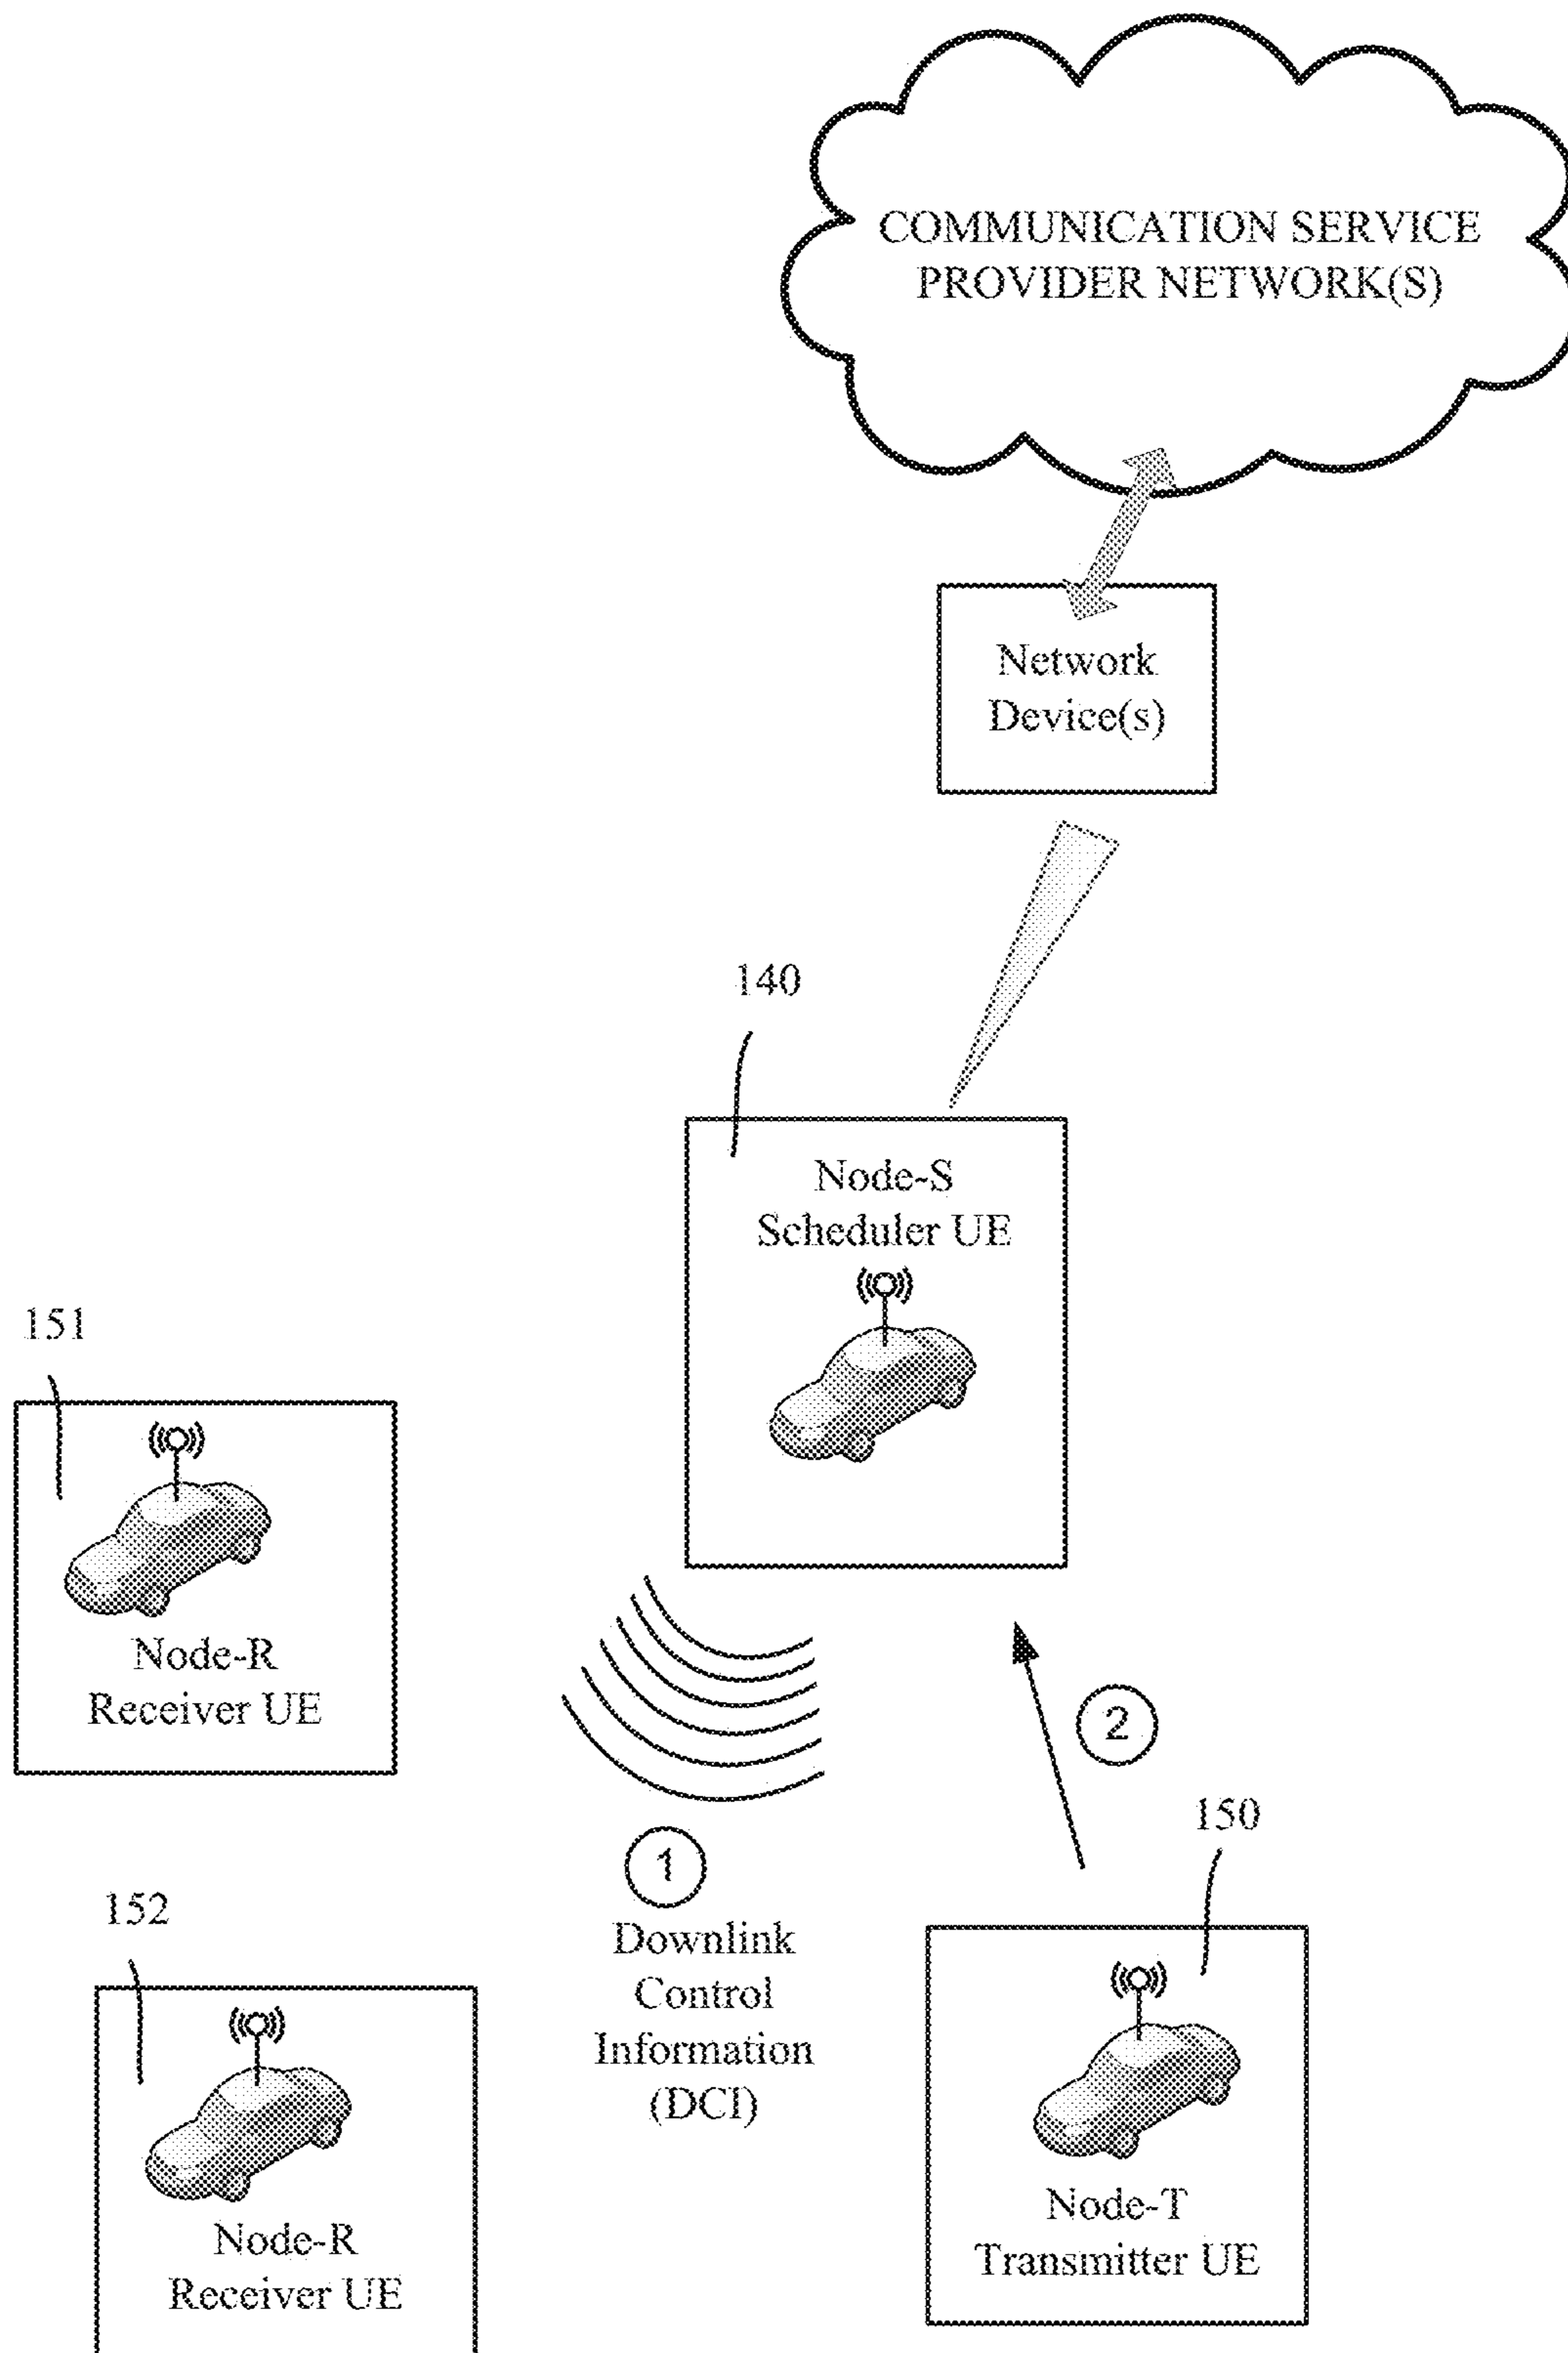 COMMUNICATION SERVICE
PROVIDER NETWORK(S)
Network
Device(s)
140
Node-S
Scheduler UE
151
Node-R
Receiver UE
2
150
1
Downlink
Control
Information
(DCI)
152
Node-R
Receiver UE
Node-T
Transmitter UE